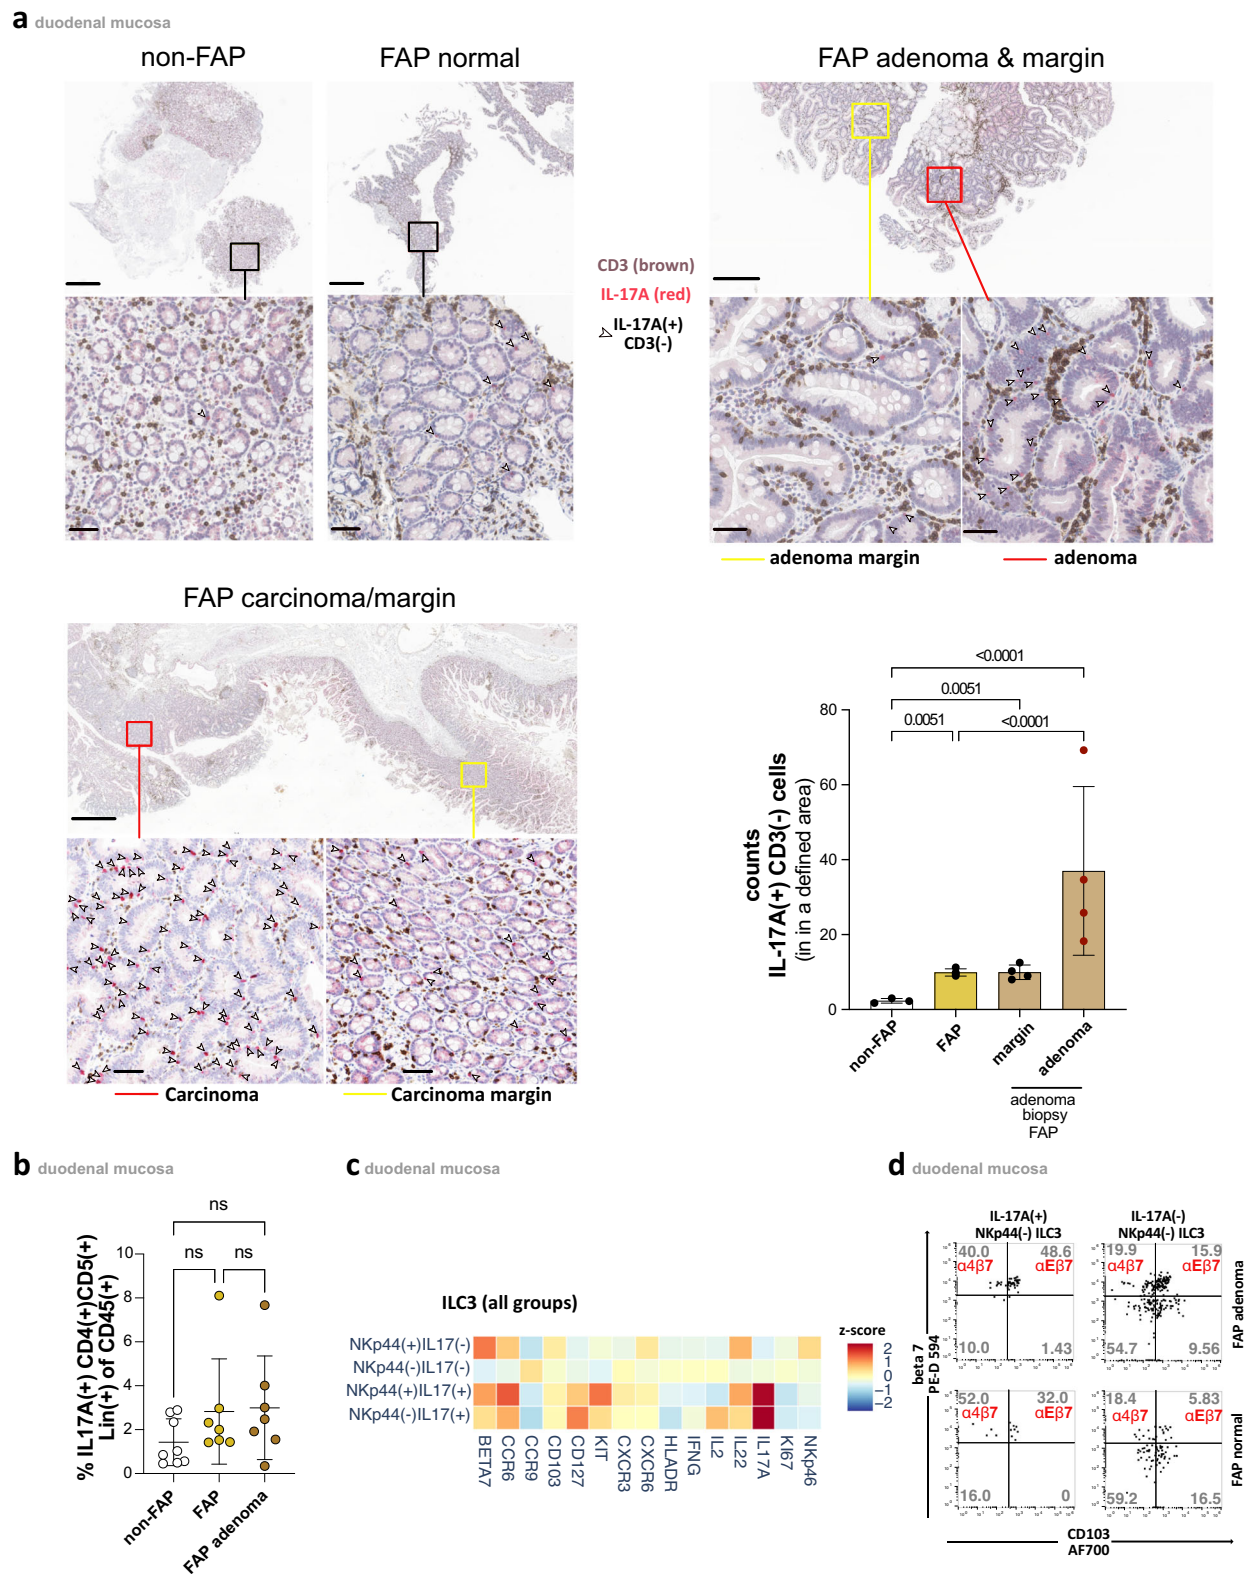 a duodenal mucosa
non-FAP
FAP normal
FAP adenoma & margin
CD3 (brown)
IL-17A (red)
IL-17A(+)
CD3(-)
adenoma margin
adenoma
FAP carcinoma/margin
Carcinoma
Carcinoma margin
<0.0001
0.0051
0.0051
<0.0001
80
60
40
20
0
counts
IL-17A(+) CD3(-) cells
(in in a defined area)
non-FAP
FAP
margin
adenoma
adenoma
biopsy
FAP
b duodenal mucosa
ns
ns
ns
10
8
6
4
2
0
% IL17A(+) CD4(+)CD5(+)
Lin(+) of CD45(+)
non-FAP
FAP
FAP adenoma
c duodenal mucosa
ILC3 (all groups)
NKp44(+)IL17(-)
NKp44(-)IL17(-)
NKp44(+)IL17(+)
NKp44(-)IL17(+)
BETA7
CCR6
CCR9
CD103
CD127
KIT
CXCR3
CXCR6
HLADR
IFNG
IL2
IL22
IL17A
KI67
NKp46
z-score
2
1
0
−1
−2
d duodenal mucosa
IL-17A(+)
NKp44(-) ILC3
IL-17A(-)
NKp44(-) ILC3
40.0 48.6
α4β7 αEβ7
10.0 1.43
19.9 15.9
α4β7 αEβ7
54.7 9.56
FAP adenoma
52.0 32.0
α4β7 αEβ7
16.0 0
18.4 5.83
α4β7 αEβ7
59.2 16.5
FAP normal
beta 7
PE-D 594
CD103
AF700